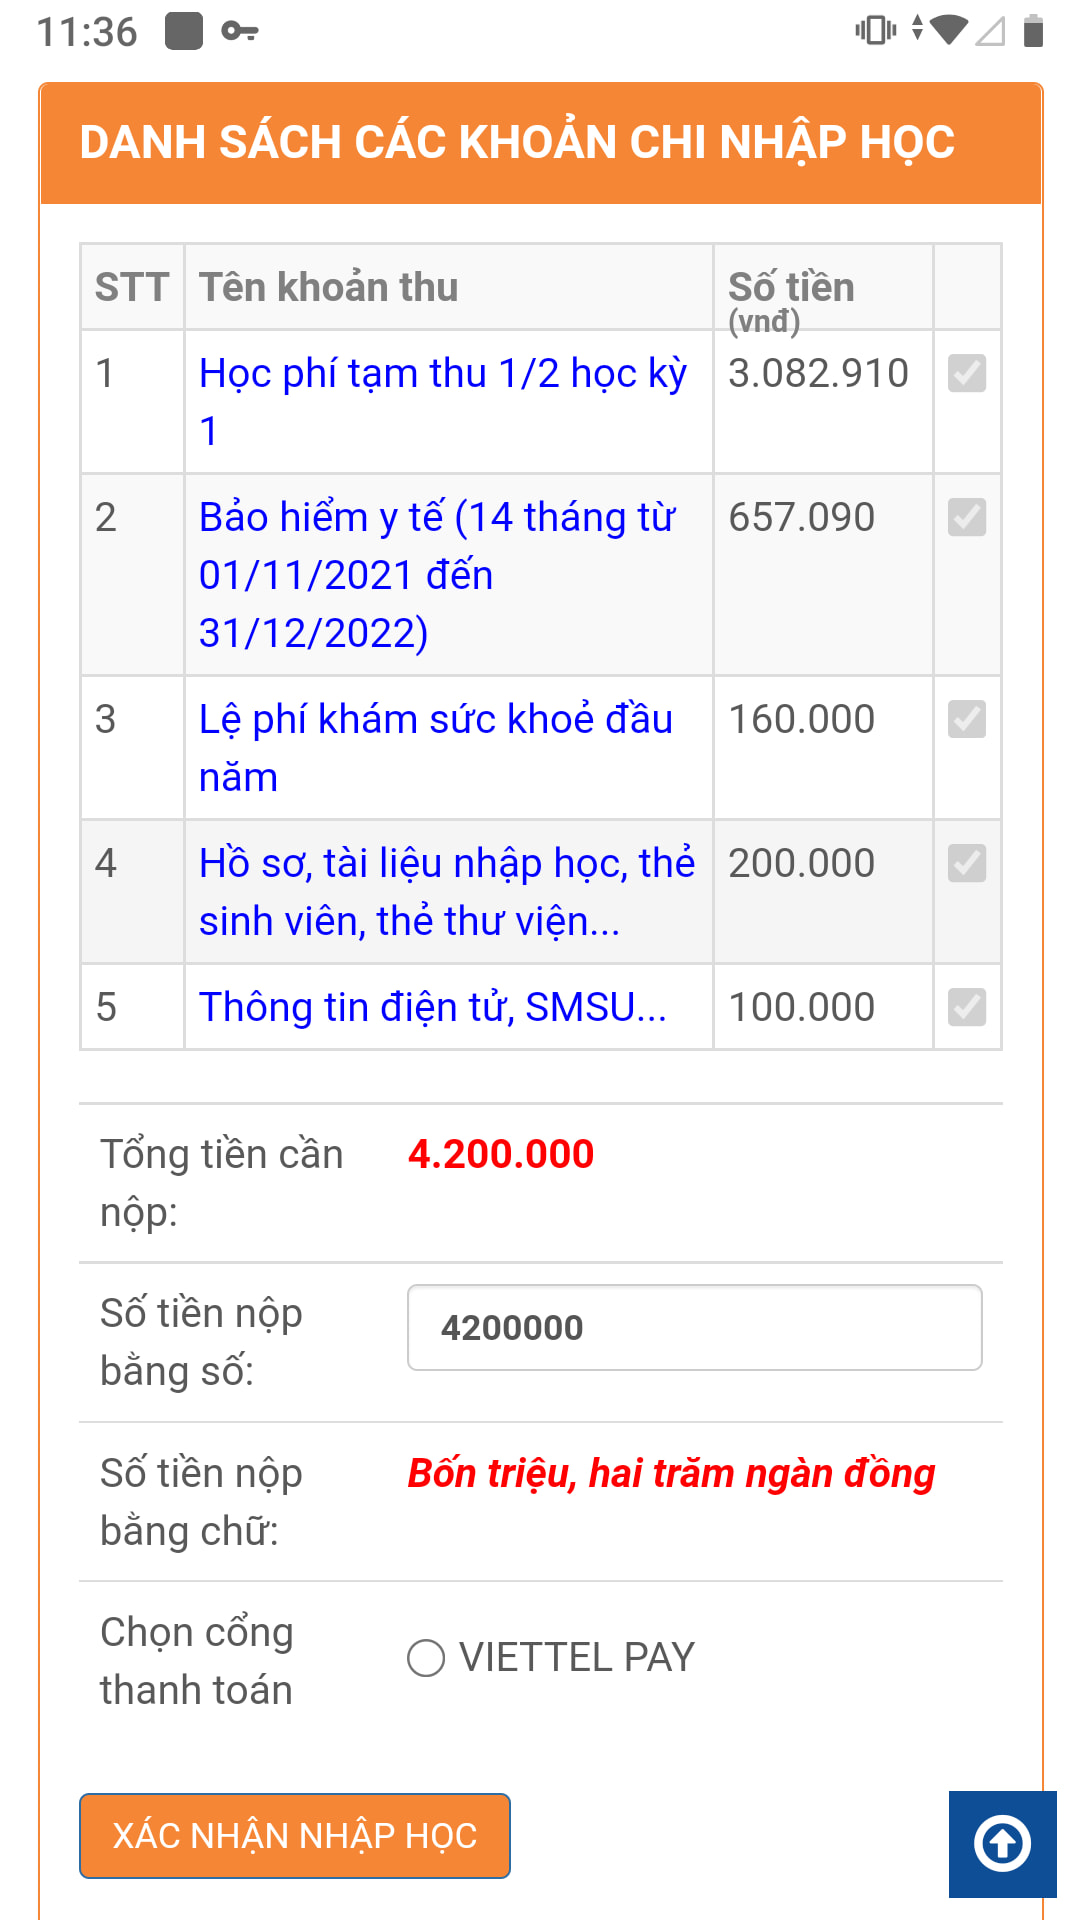 11:36
DANH SÁCH CÁC KHOẢN CHI NHẬP HỌC
STT Tên khoản thu Số tiền
(vnđ)
1 Học phí tạm thu 1/2 học kỳ 3.082.910
1
2 Bảo hiểm y tế (14 tháng từ 657.090
01/11/2021 đến
31/12/2022)
3 Lệ phí khám sức khoẻ đầu 160.000
năm
4 Hồ sơ, tài liệu nhập học, thẻ 200.000
sinh viên, thẻ thư viện...
5 Thông tin điện tử, SMSU... 100.000
Tổng tiền cần 4.200.000
nộp:
Số tiền nộp 4200000
bằng số:
Số tiền nộp Bốn triệu, hai trăm ngàn đồng
bằng chữ:
Chọn cổng VIETTEL PAY
thanh toán
XÁC NHẬN NHẬP HỌC